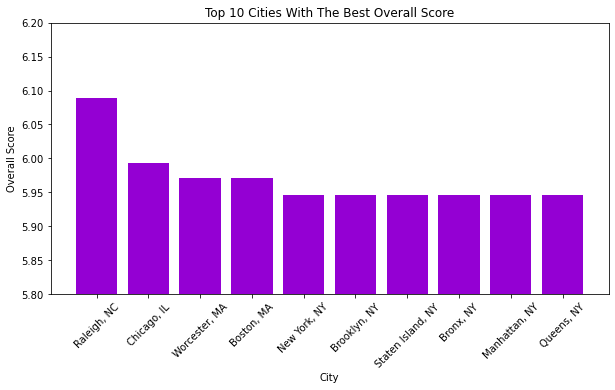 Top 10 Cities With The Best Overall Score
6.20
6.15
6.10
6.05
6.00
5.95
5.90
5.85
5.80
Overall Score
Raleigh, NC
Chicago, IL
Worcester, MA
Boston, MA
New York, NY
Brooklyn, NY
Staten Island, NY
Bronx, NY
Manhattan, NY
Queens, NY
City